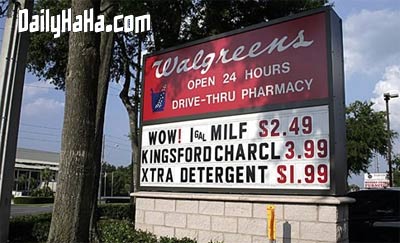 DailyHaHa.com
Walgreens
OPEN 24 HOURS
DRIVE-THRU PHARMACY
WOW! 1GAL MILF $2.49
KINGSFORD CHARCL 3.99
XTRA DETERGENT $1.99